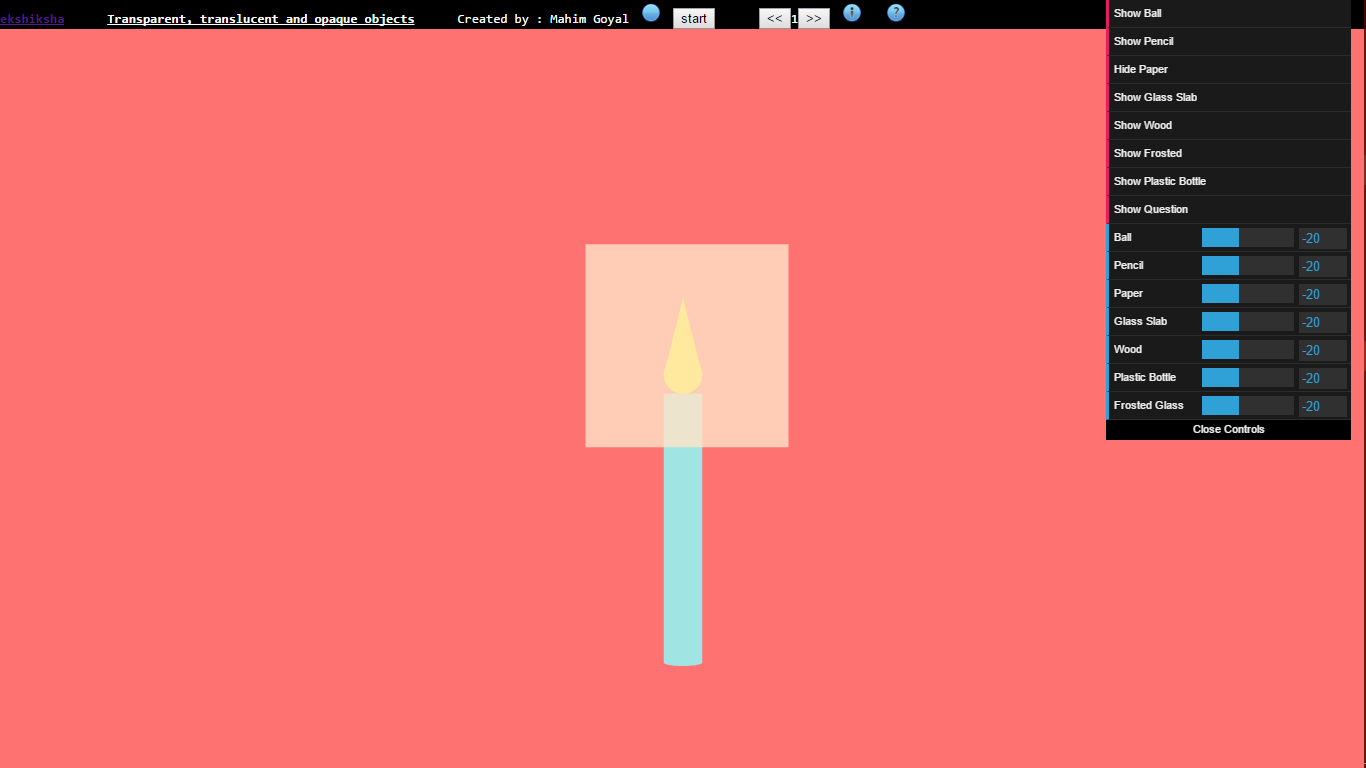 ekshiksha Transparent, translucent and opaque objects Created by : Mahim Goyal start << 1 >> i ?
Show Ball
Show Pencil
Hide Paper
Show Glass Slab
Show Wood
Show Frosted
Show Plastic Bottle
Show Question
Ball -20
Pencil -20
Paper -20
Glass Slab -20
Wood -20
Plastic Bottle -20
Frosted Glass -20
Close Controls